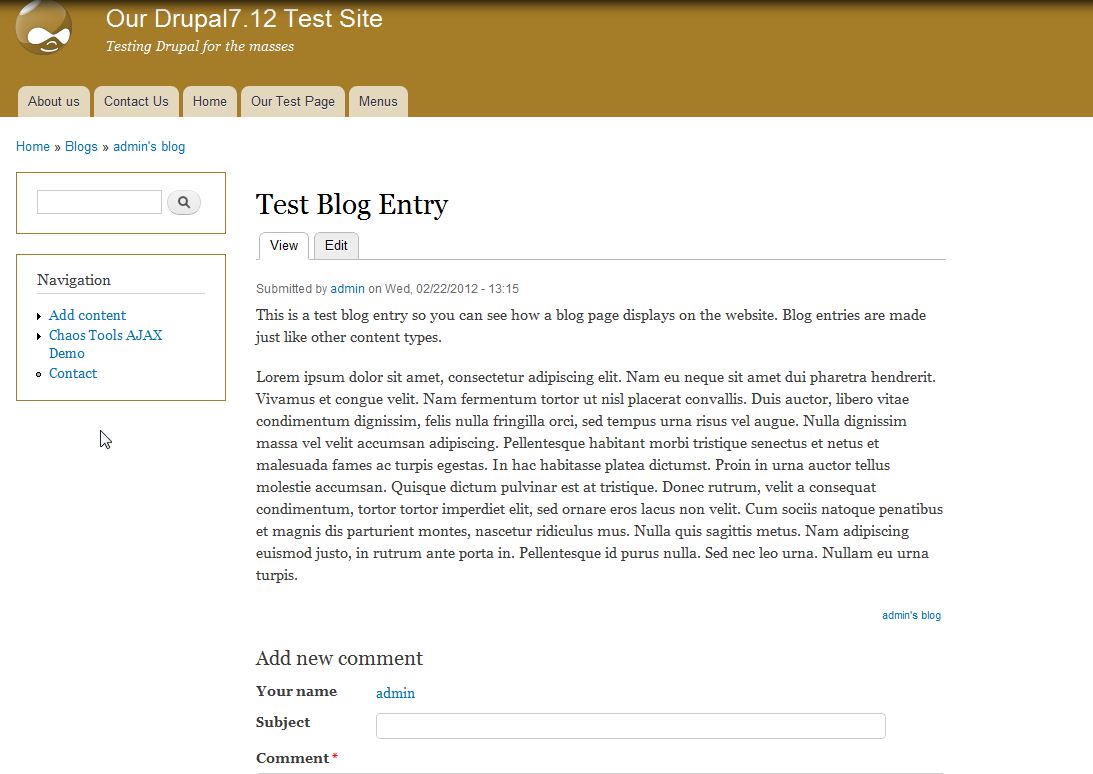 Our Drupal7.12 Test Site
Testing Drupal for the masses
About us Contact Us Home Our Test Page Menus
Home » Blogs » admin's blog
Navigation
Add content
Chaos Tools AJAX
Demo
Contact
Test Blog Entry
View Edit
Submitted by admin on Wed, 02/22/2012 - 13:15
This is a test blog entry so you can see how a blog page displays on the website. Blog entries are made
just like other content types.
Lorem ipsum dolor sit amet, consectetur adipiscing elit. Nam eu neque sit amet dui pharetra hendrerit.
Vivamus et congue velit. Nam fermentum tortor ut nisl placerat convallis. Duis auctor, libero vitae
condimentum dignissim, felis nulla fringilla orci, sed tempus urna risus vel augue. Nulla dignissim
massa vel velit accumsan adipiscing. Pellentesque habitant morbi tristique senectus et netus et
malesuada fames ac turpis egestas. In hac habitasse platea dictumst. Proin in urna auctor tellus
molestie accumsan. Quisque dictum pulvinar est at tristique. Donec rutrum, velit a consequat
condimentum, tortor tortor imperdiet elit, sed ornare eros lacus non velit. Cum sociis natoque penatibus
et magnis dis parturient montes, nascetur ridiculus mus. Nulla quis sagittis metus. Nam adipiscing
euismod justo, in rutrum ante porta in. Pellentesque id purus nulla. Sed nec leo urna. Nullam eu urna
turpis.
admin's blog
Add new comment
Your name admin
Subject
Comment *